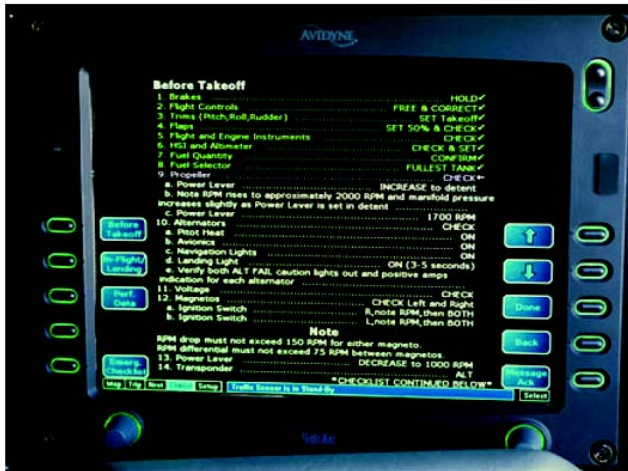 AVIDYNE
Before Takeoff
1. Brakes ........ HOLD✓
2. Flight Controls ........ FREE & CORRECT✓
3. Trims (Pitch,Roll,Rudder) ........ SET Takeoff✓
4. Flaps ........ SET 50% & CHECK✓
5. Flight and Engine Instruments ........ CHECK✓
6. HSI and Altimeter ........ CHECK & SET✓
7. Fuel Quantity ........ CONFIRM✓
8. Fuel Selector ........ FULLEST TANK✓
9. Propeller ........ CHECK←
a. Power Lever ........ INCREASE to detent
b. Note RPM rises to approximately 2000 RPM and manifold pressure
increases slightly as Power Lever is set in detent ........
c. Power Lever ........ 1700 RPM
10. Alternators ........ CHECK
a. Pitot Heat ........ ON
b. Avionics ........ ON
c. Navigation Lights ........ ON
d. Landing Light ........ ON (3-5 seconds)
e. Verify both ALT FAIL caution lights out and positive amps
indication for each alternator ........
11. Voltage ........ CHECK
12. Magnetos ........ CHECK Left and Right
a. Ignition Switch ........ R,note RPM,then BOTH
b. Ignition Switch ........ L,note RPM,then BOTH
Note
RPM drop must not exceed 150 RPM for either magneto.
RPM differential must not exceed 75 RPM between magnetos.
13. Power Lever ........ DECREASE to 1000 RPM
14. Transponder ........ ALT
*CHECKLIST CONTINUED BELOW*
Before
Takeoff
In-Flight/
Landing
Perf.
Data
Emerg.
Checklist
↑
↓
Done
Back
Message
Ack
Map Trip Nrst Chklst Setup
Traffic Sensor is in Stand-By
Select